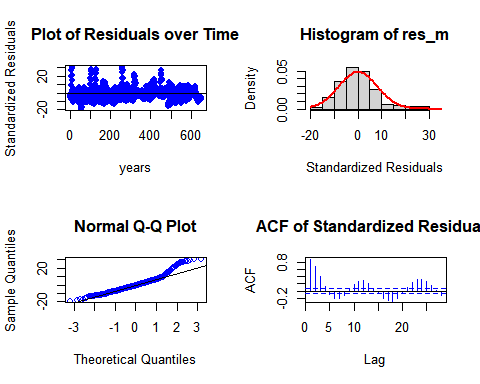 Plot of Residuals over Time
Standardized Residuals
-20
20
0
200
400
600
years
Histogram of res_m
Density
0.00
0.05
-20
0
10
30
Standardized Residuals
Normal Q-Q Plot
Sample Quantiles
-20
20
-3
-1
0
1
2
3
Theoretical Quantiles
ACF of Standardized Residua
ACF
-0.2
0.8
0
5
10
20
Lag